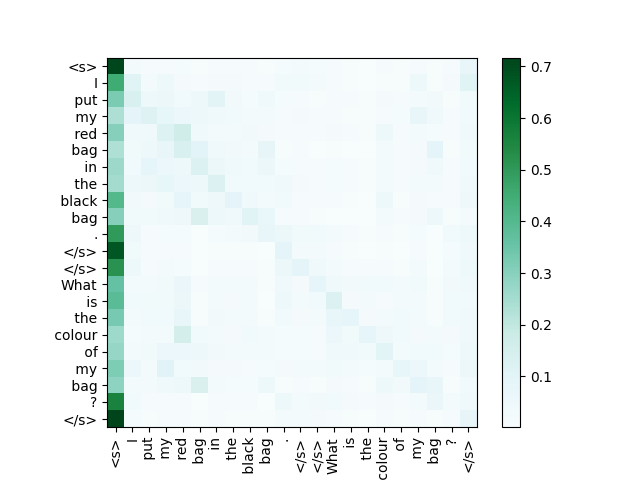 <s>
I
put
my
red
bag
in
the
black
bag
.
</s>
</s>
What
is
the
colour
of
my
bag
?
</s>
<s> I put my red bag in the black bag . </s> </s> What is the colour of my bag ? </s>
0.7
0.6
0.5
0.4
0.3
0.2
0.1